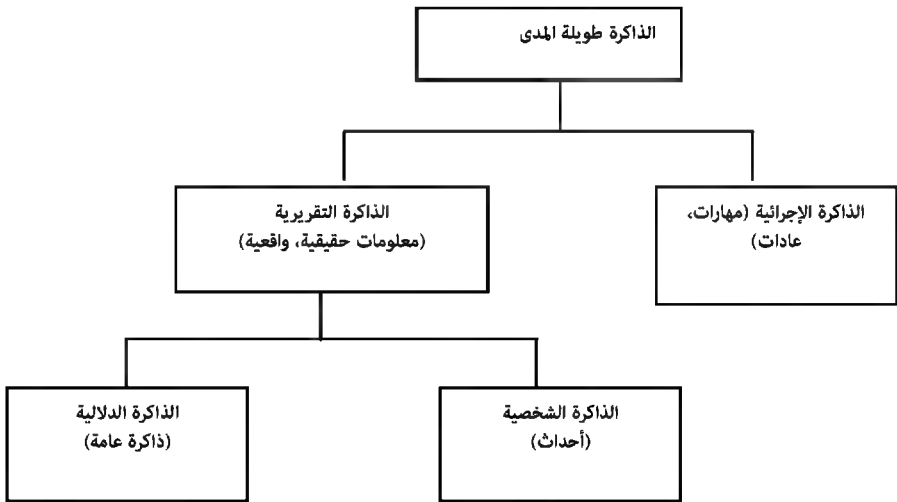 الذاكرة طويلة المدى
الذاكرة الإجرائية (مهارات،
عادات)
الذاكرة التقريرية
(معلومات حقيقية، واقعية)
الذاكرة الشخصية
(أحداث)
الذاكرة الدلالية
(ذاكرة عامة)